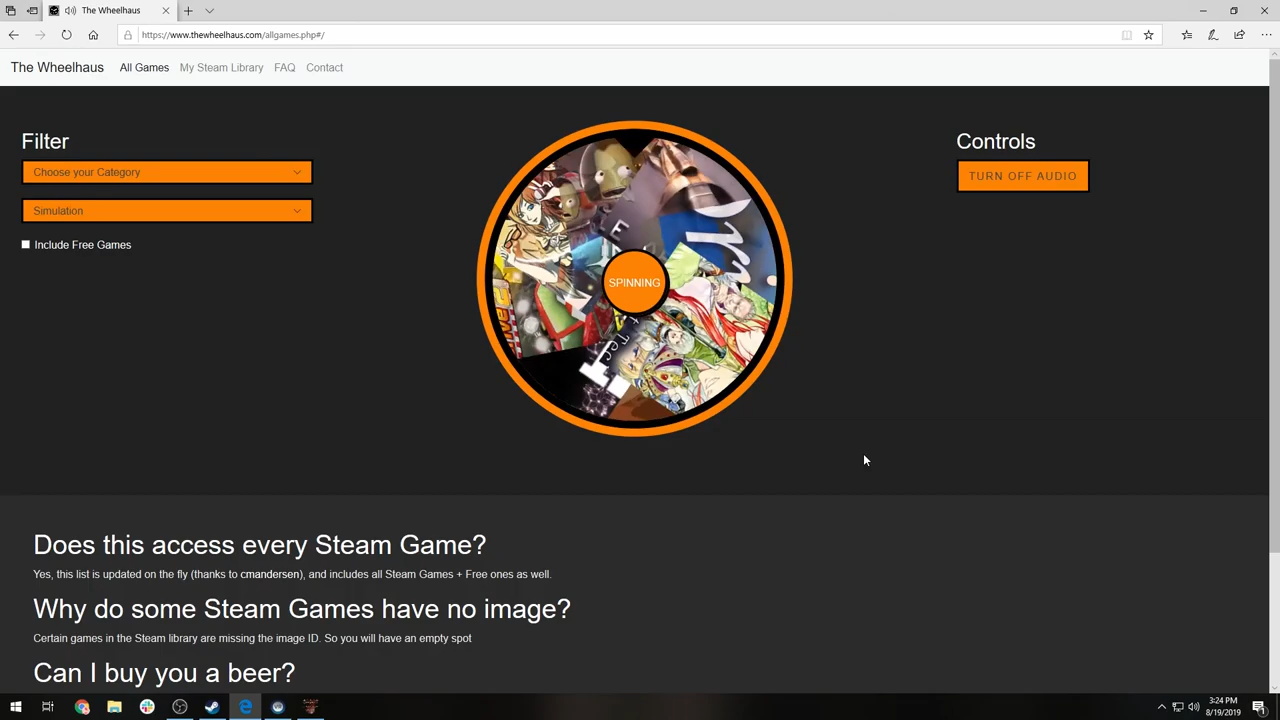 The Wheelhaus
https://www.thewheelhaus.com/allgames.php#/
The Wheelhaus
All Games
My Steam Library
FAQ
Contact
Filter
Choose your Category
Simulation
Include Free Games
SPINNING
Controls
TURN OFF AUDIO
Does this access every Steam Game?
Yes, this list is updated on the fly (thanks to cmandersen), and includes all Steam Games + Free ones as well.
Why do some Steam Games have no image?
Certain games in the Steam library are missing the image ID. So you will have an empty spot
Can I buy you a beer?
3:24 PM
8/19/2019